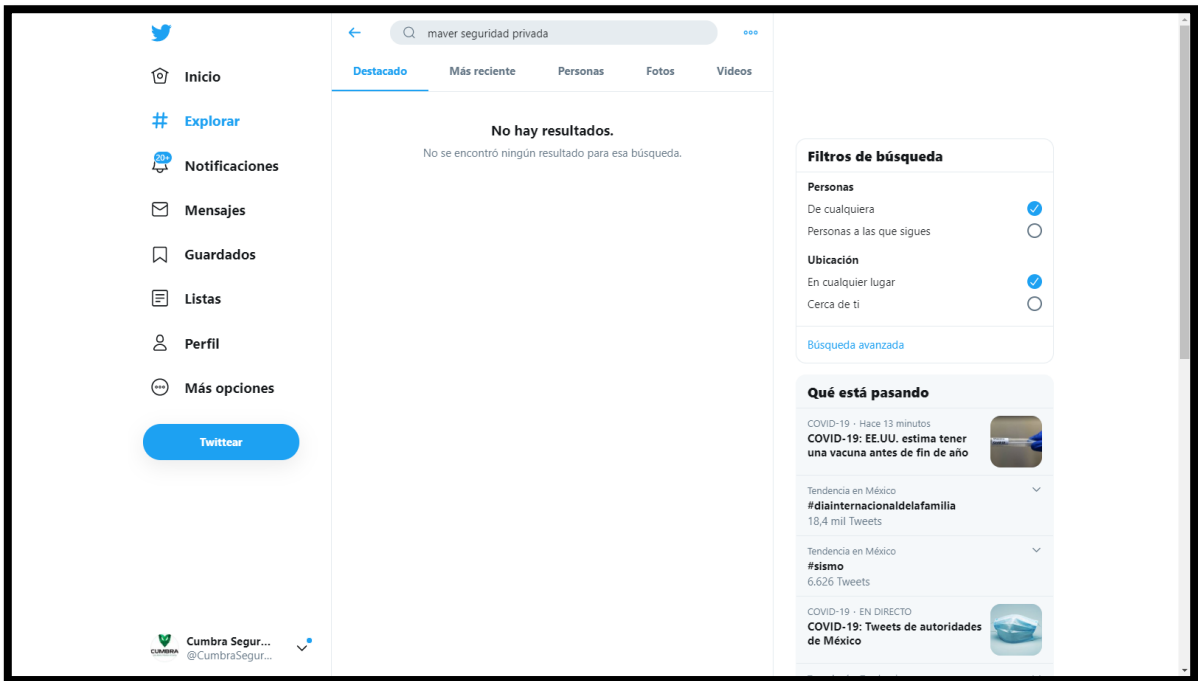 maver seguridad privada
Destacado
Más reciente
Personas
Fotos
Videos
Inicio
Explorar
20+
Notificaciones
Mensajes
Guardados
Listas
Perfil
Más opciones
Twittear
CUMBRA
Cumbra Segur...
@CumbraSegur...
No hay resultados.
No se encontró ningún resultado para esa búsqueda.
Filtros de búsqueda
Personas
De cualquiera
Personas a las que sigues
Ubicación
En cualquier lugar
Cerca de ti
Búsqueda avanzada
Qué está pasando
COVID-19 · Hace 13 minutos
COVID-19: EE.UU. estima tener
una vacuna antes de fin de año
Tendencia en México
#diainternacionaldelafamilia
18,4 mil Tweets
Tendencia en México
#sismo
6.626 Tweets
COVID-19 · EN DIRECTO
COVID-19: Tweets de autoridades
de México